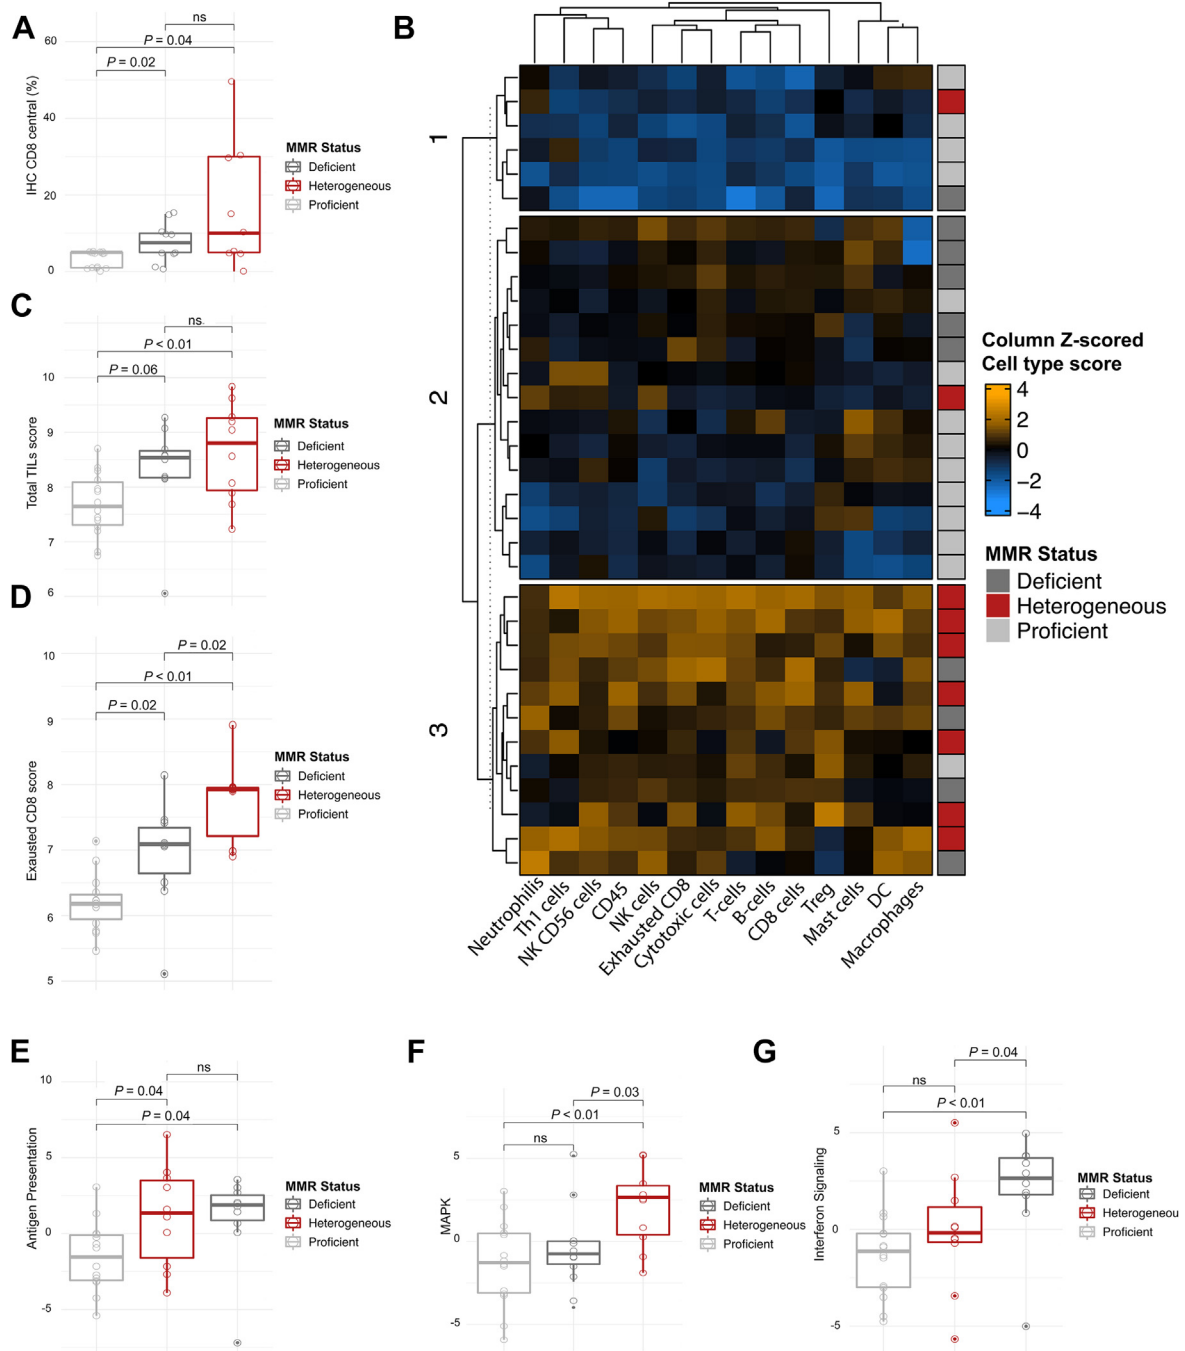 A
IHC CD8 central (%)
60
40
20
0
ns
P = 0.04
P = 0.02
MMR Status
Deficient
Heterogeneous
Proficient
B
1
2
3
Neutrophilis
Th1 cells
NK CD56 cells
CD45
NK cells
Exhausted CD8
Cytotoxic cells
T-cells
B-cells
CD8 cells
Treg
Mast cells
DC
Macrophages
Column Z-scored
Cell type score
4
2
0
−2
−4
MMR Status
Deficient
Heterogeneous
Proficient
C
Total TILs score
10
9
8
7
6
ns
P < 0.01
P = 0.06
MMR Status
Deficient
Heterogeneous
Proficient
D
Exausted CD8 score
10
9
8
7
6
5
P = 0.02
P < 0.01
P = 0.02
MMR Status
Deficient
Heterogeneous
Proficient
E
Antigen Presentation
10
5
0
-5
ns
P = 0.04
P = 0.04
MMR Status
Deficient
Heterogeneous
Proficient
F
MAPK
5
0
-5
P = 0.03
P < 0.01
ns
MMR Status
Deficient
Heterogeneous
Proficient
G
Interferon Signaling
5
0
-5
P = 0.04
ns
P < 0.01
MMR Status
Deficient
Heterogeneou
Proficient